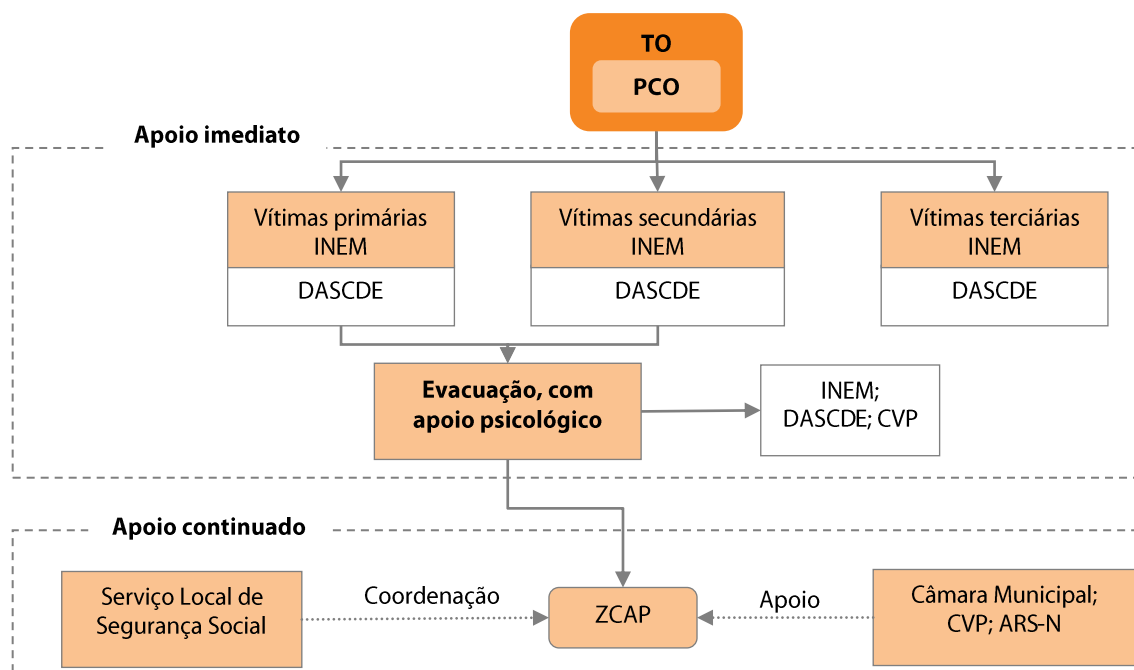 TO
PCO
Apoio imediato
Vítimas primárias
INEM
DASCDE
Vítimas secundárias
INEM
DASCDE
Vítimas terciárias
INEM
DASCDE
Evacuação, com
apoio psicológico
INEM;
DASCDE; CVP
Apoio continuado
Serviço Local de
Segurança Social
Coordenação
ZCAP
Apoio
Câmara Municipal;
CVP; ARS-N